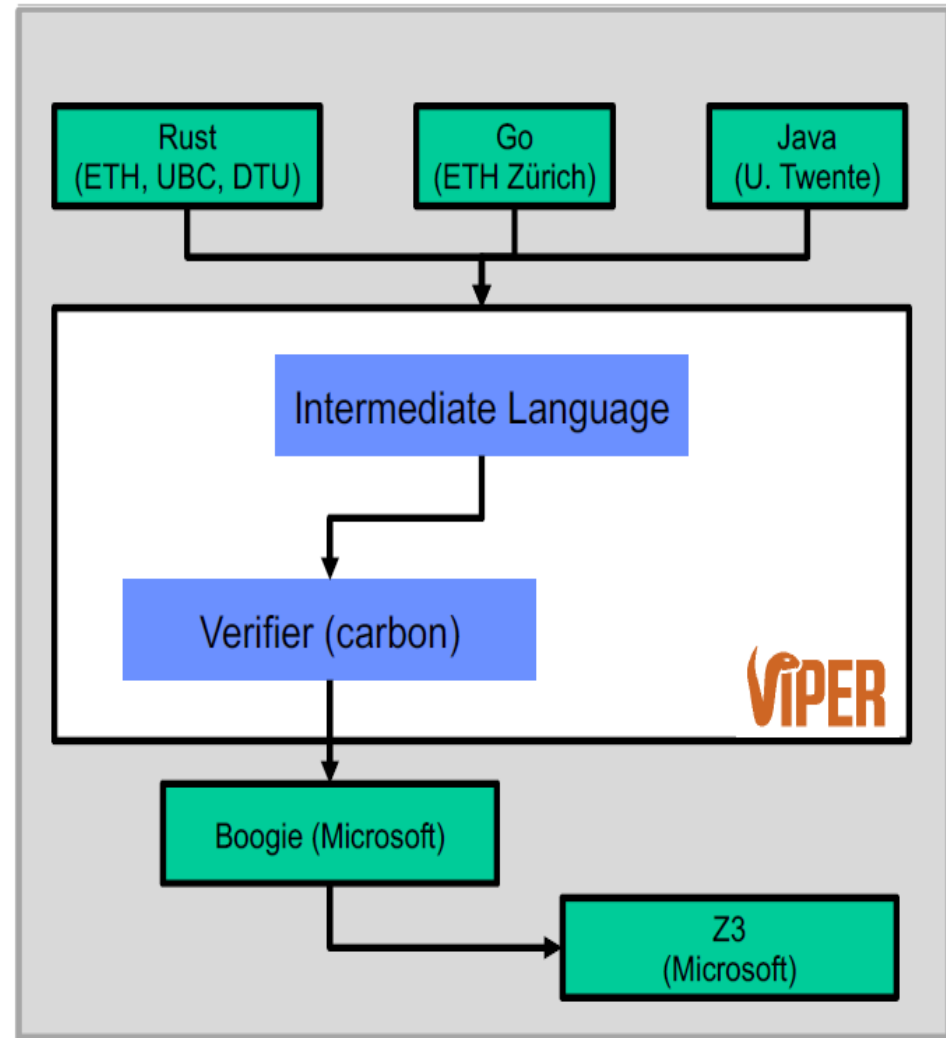 Rust
(ETH, UBC, DTU)
Go
(ETH Zürich)
Java
(U. Twente)
Intermediate Language
Verifier (carbon)
VIPER
Boogie (Microsoft)
Z3
(Microsoft)